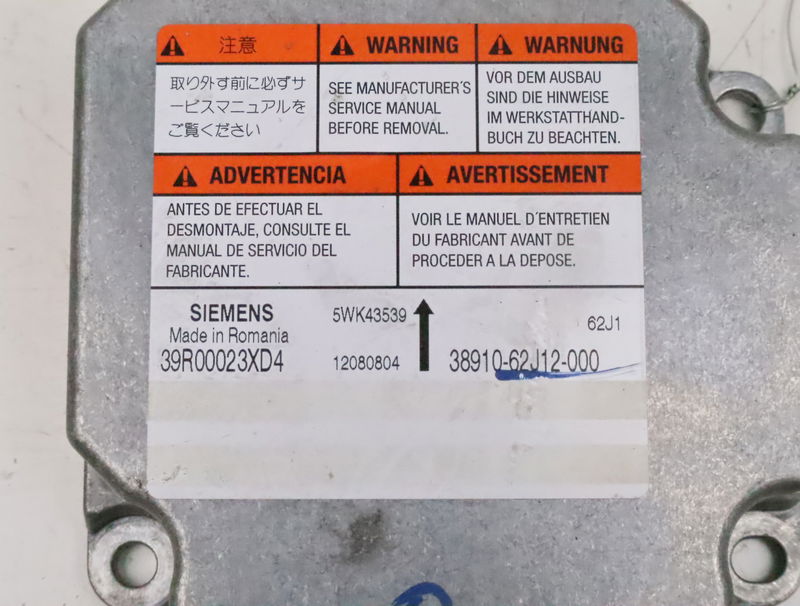 注意
取り外す前に必ずサ
ービスマニュアルを
ご覧ください
WARNING
SEE MANUFACTURER´S
SERVICE MANUAL
BEFORE REMOVAL.
WARNUNG
VOR DEM AUSBAU
SIND DIE HINWEISE
IM WERKSTATTHAND-
BUCH ZU BEACHTEN.
ADVERTENCIA
ANTES DE EFECTUAR EL
DESMONTAJE, CONSULTE EL
MANUAL DE SERVICIO DEL
FABRICANTE.
AVERTISSEMENT
VOIR LE MANUEL D´ENTRETIEN
DU FABRICANT AVANT DE
PROCEDER A LA DEPOSE.
SIEMENS
Made in Romania
39R00023XD4
5WK43539
12080804
62J1
38910-62J12-000